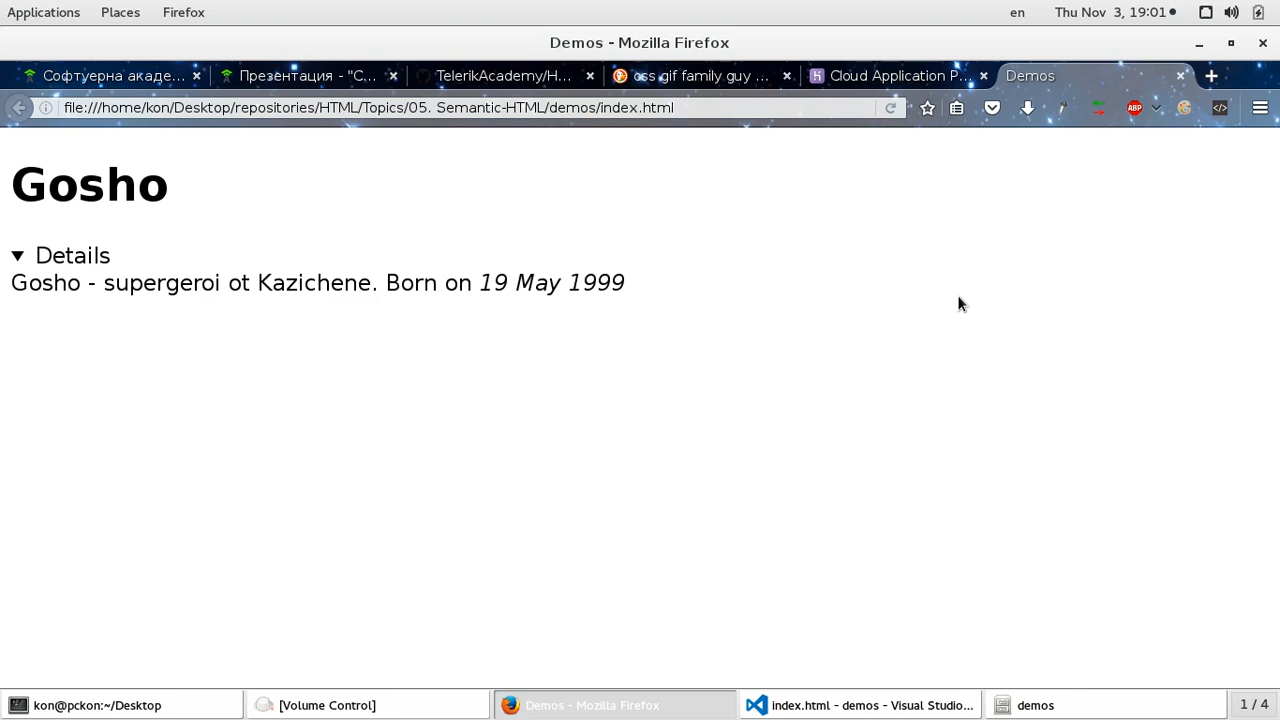 Applications Places Firefox en Thu Nov 3, 19:01
Demos - Mozilla Firefox
Софтуерна акаде... Презентация - "С... TelerikAcademy/H... css gif family guy ... Cloud Application P... Demos
file:///home/kon/Desktop/repositories/HTML/Topics/05. Semantic-HTML/demos/index.html ABP
Gosho
Details
Gosho - supergeroi ot Kazichene. Born on 19 May 1999
kon@pckon:~/Desktop [Volume Control] Demos - Mozilla Firefox index.html - demos - Visual Studio... demos 1 / 4